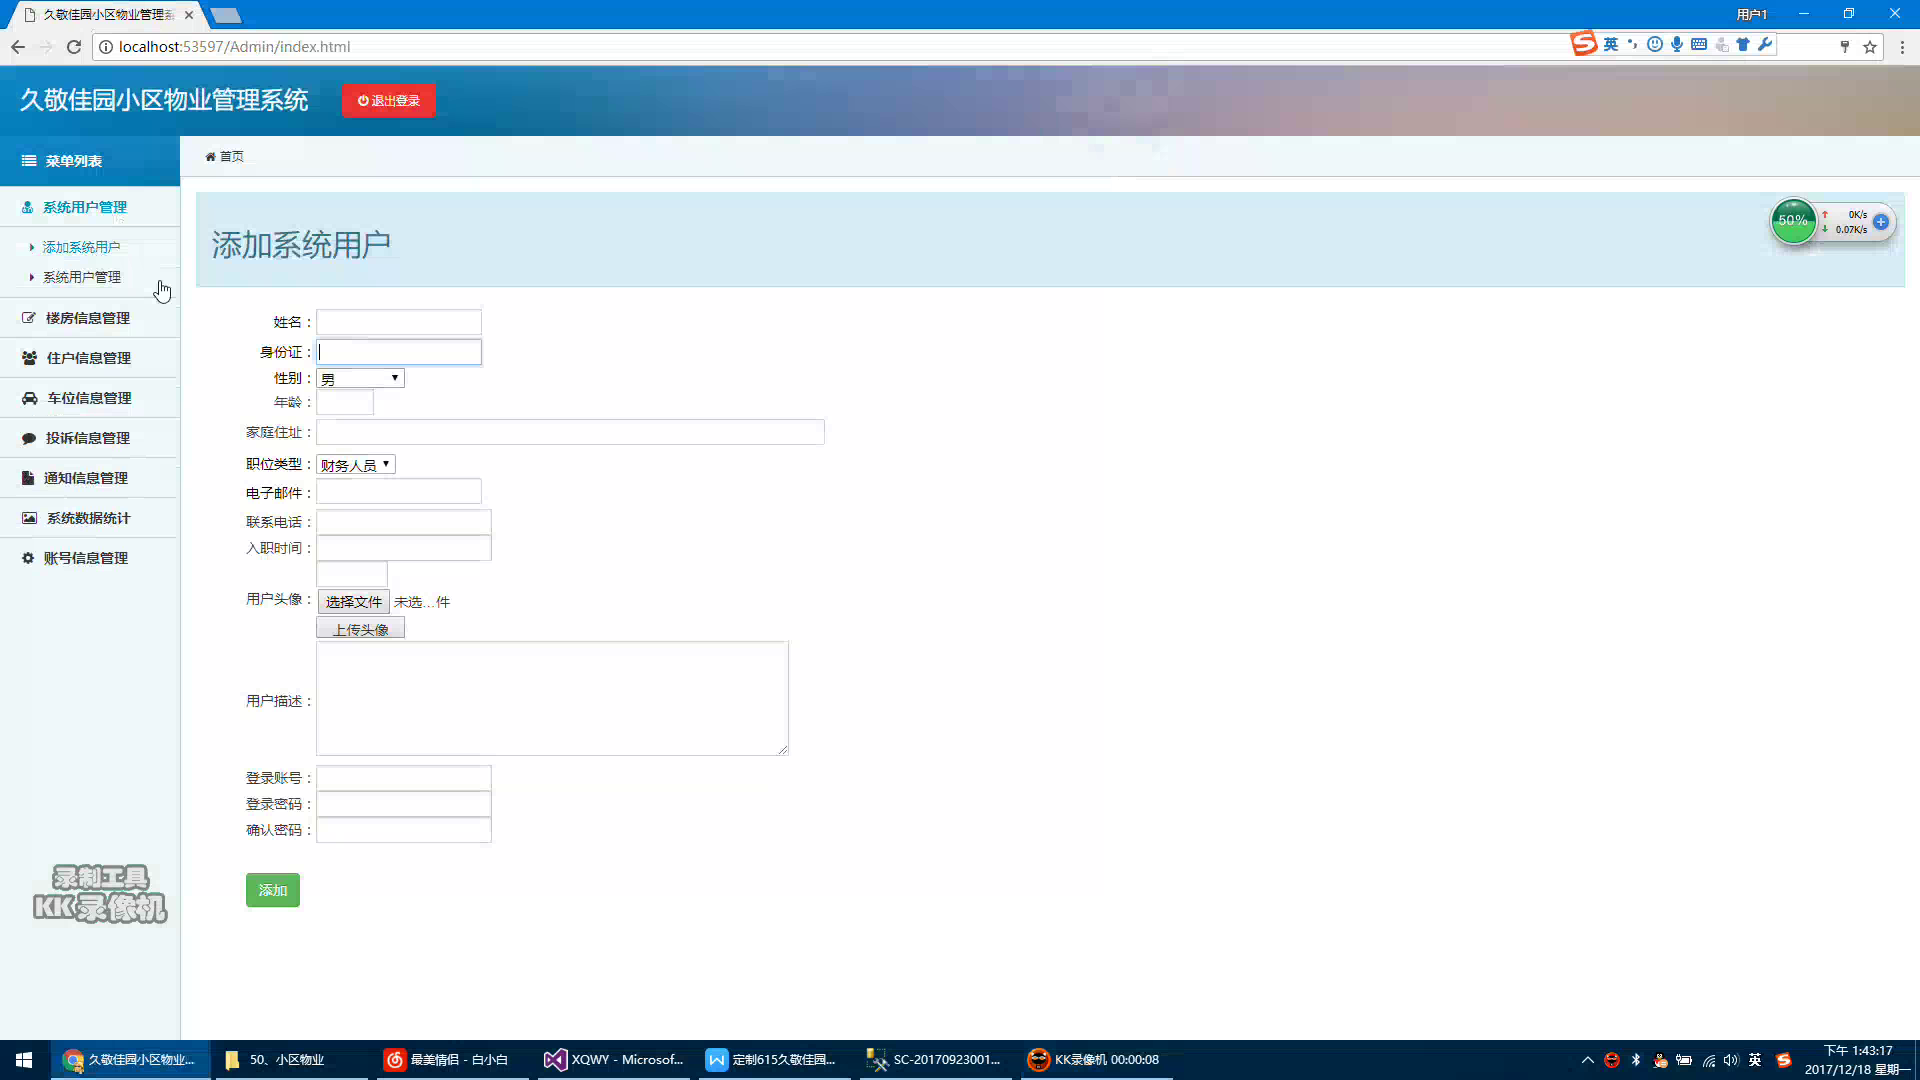 久敬佳园小区物业管理系
用户1
localhost:53597/Admin/index.html
英
久敬佳园小区物业管理系统
退出登录
菜单列表
首页
系统用户管理
添加系统用户
系统用户管理
楼房信息管理
住户信息管理
车位信息管理
投诉信息管理
通知信息管理
系统数据统计
账号信息管理
添加系统用户
50%
0K/s
0.07K/s
姓名：
身份证：
性别：
男
年龄：
家庭住址：
职位类型：
财务人员
电子邮件：
联系电话：
入职时间：
用户头像：
选择文件 未选...件
上传头像
用户描述：
登录账号：
登录密码：
确认密码：
添加
录制工具
KK录像机
久敬佳园小区物业...
50、小区物业
最美情侣 - 白小白
XQWY - Microsof...
定制615久敬佳园...
SC-20170923001...
KK录像机 00:00:08
英
下午 1:43:17
2017/12/18 星期一